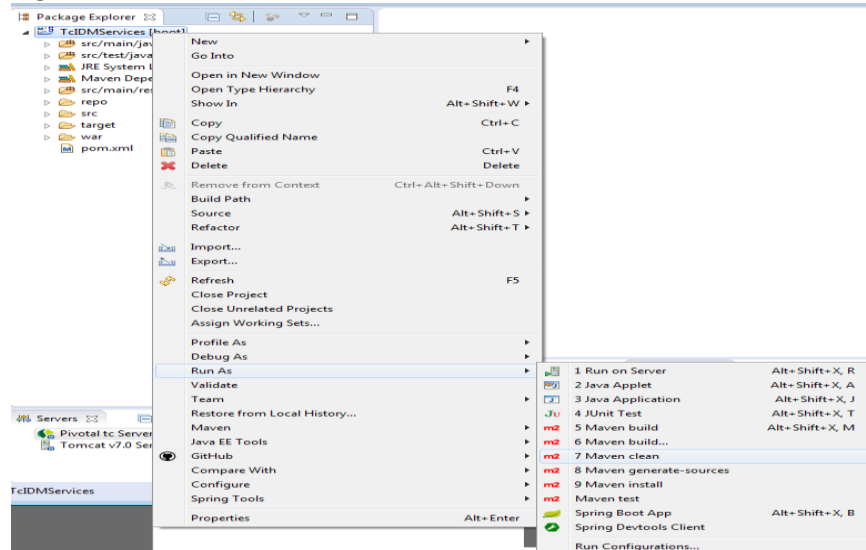 Package Explorer
TcIDMServices [boot]
src/main/jav
src/test/java
JRE System L
Maven Depe
src/main/res
repo
src
target
war
pom.xml
New
Go Into
Open in New Window
Open Type Hierarchy F4
Show In Alt+Shift+W
Copy Ctrl+C
Copy Qualified Name
Paste Ctrl+V
Delete Delete
Remove from Context Ctrl+Alt+Shift+Down
Build Path
Source Alt+Shift+S
Refactor Alt+Shift+T
Import...
Export...
Refresh F5
Close Project
Close Unrelated Projects
Assign Working Sets...
Profile As
Debug As
Run As
Validate
Team
Restore from Local History...
Maven
Java EE Tools
GitHub
Compare With
Configure
Spring Tools
Properties Alt+Enter
1 Run on Server Alt+Shift+X, R
2 Java Applet Alt+Shift+X, A
3 Java Application Alt+Shift+X, J
Ju 4 JUnit Test Alt+Shift+X, T
m2 5 Maven build Alt+Shift+X, M
m2 6 Maven build...
m2 7 Maven clean
m2 8 Maven generate-sources
m2 9 Maven install
m2 Maven test
Spring Boot App Alt+Shift+X, B
Spring Devtools Client
Run Configurations...
Servers
Pivotal tc Server
Tomcat v7.0 Ser
TcIDMServices